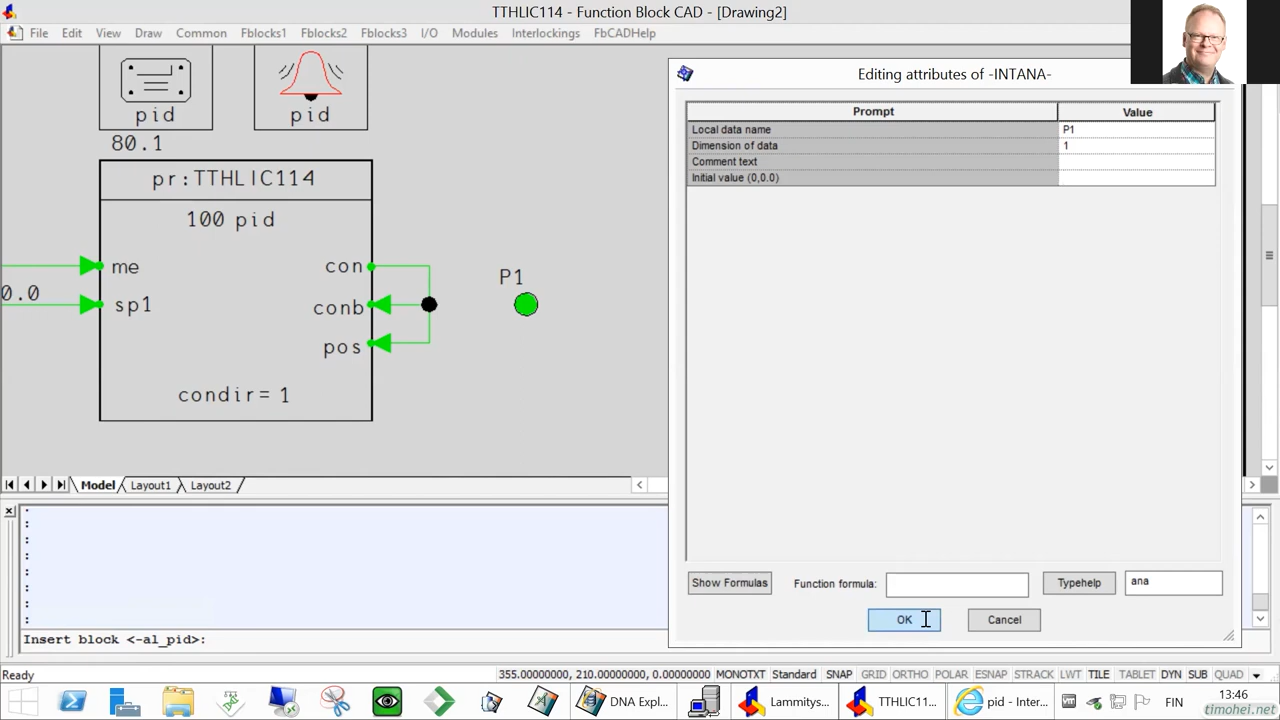 TTHLIC114 - Function Block CAD - [Drawing2]
File Edit View Draw Common Fblocks1 Fblocks2 Fblocks3 I/O Modules Interlockings FbCADHelp
Editing attributes of -INTANA-
Prompt Value
Local data name P1
Dimension of data 1
Comment text
Initial value (0,0.0)
pid pid
80.1
pr:TTHLIC114
100 pid
me con
0.0 sp1 conb
pos
condir= 1
P1
Model Layout1 Layout2
Show Formulas Function formula: Typehelp ana
OK Cancel
:
:
:
:
:
:
:
:
Insert block <-al_pid>:
Ready 355.00000000, 210.00000000, 0.00000000 MONOTXT Standard SNAP GRID ORTHO POLAR ESNAP STRACK LWT TILE TABLET DYN SUB QUAD
DNA Expl... Lammitys... TTHLIC11... pid - Inter... FIN 13:46
timohei.net